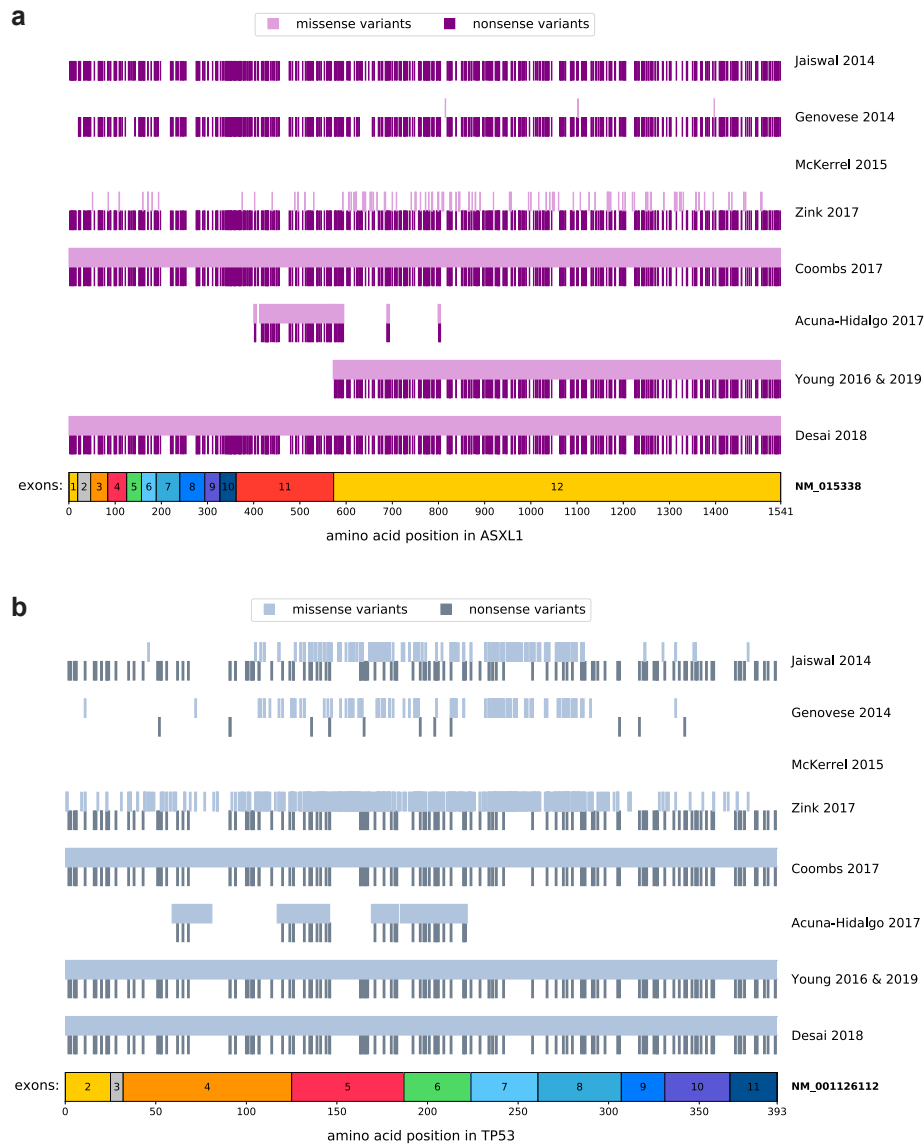 a
missense variants nonsense variants
Jaiswal 2014
Genovese 2014
McKerrel 2015
Zink 2017
Coombs 2017
Acuna-Hidalgo 2017
Young 2016 & 2019
Desai 2018
exons: 1 2 3 4 5 6 7 8 9 10 11 12 NM_015338
0 100 200 300 400 500 600 700 800 900 1000 1100 1200 1300 1400 1541
amino acid position in ASXL1
b
missense variants nonsense variants
Jaiswal 2014
Genovese 2014
McKerrel 2015
Zink 2017
Coombs 2017
Acuna-Hidalgo 2017
Young 2016 & 2019
Desai 2018
exons: 2 3 4 5 6 7 8 9 10 11 NM_001126112
0 50 100 150 200 250 300 350 393
amino acid position in TP53